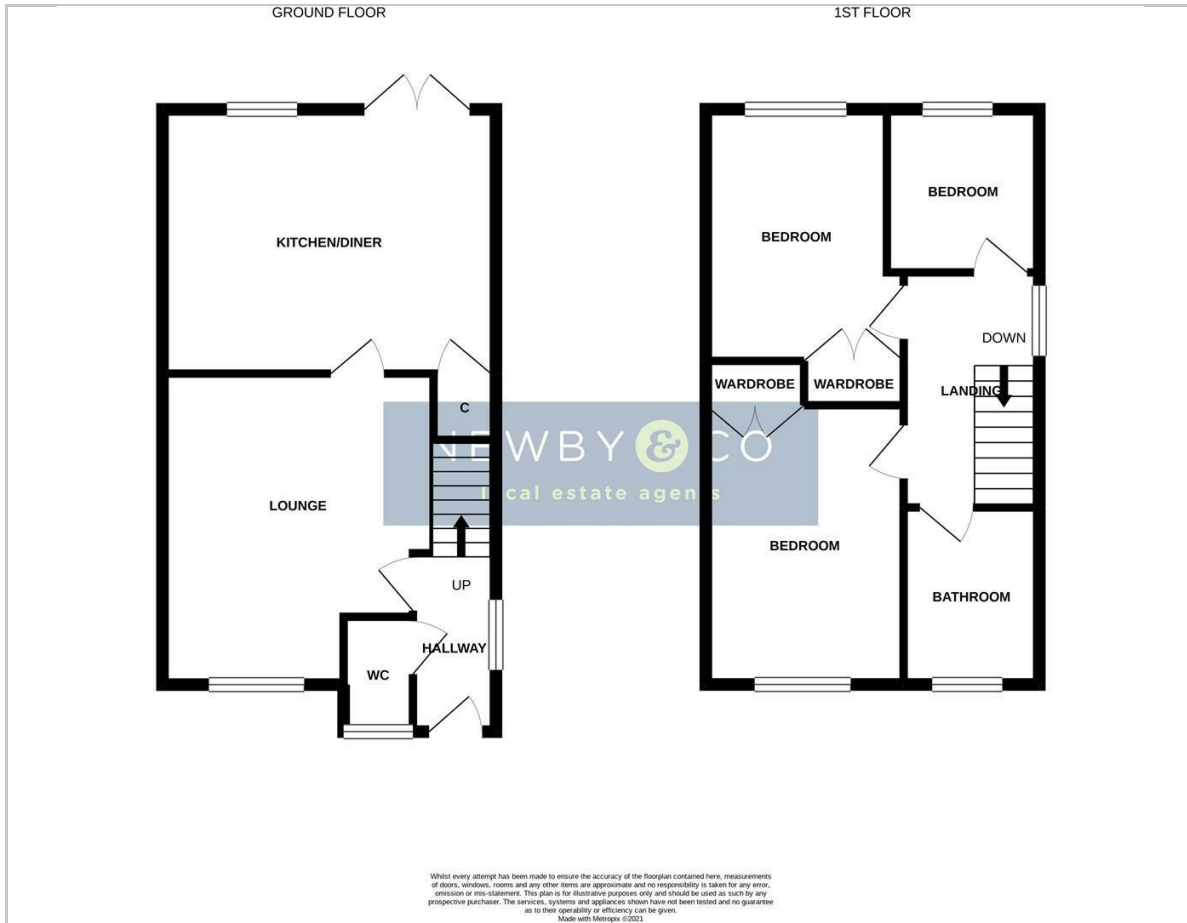 GROUND FLOOR
1ST FLOOR
KITCHEN/DINER
C
LOUNGE
UP
HALLWAY
WC
BEDROOM
BEDROOM
DOWN
WARDROBE
WARDROBE
LANDING
BEDROOM
BATHROOM
NEWBY & CO
local estate agents
Whilst every attempt has been made to ensure the accuracy of the floorplan contained here, measurements
of doors, windows, rooms and any other items are approximate and no responsibility is taken for any error,
omission or mis-statement. This plan is for illustrative purposes only and should be used as such by any
prospective purchaser. The services, systems and appliances shown have not been tested and no guarantee
as to their operability or efficiency can be given.
Made with Metropix ©2021